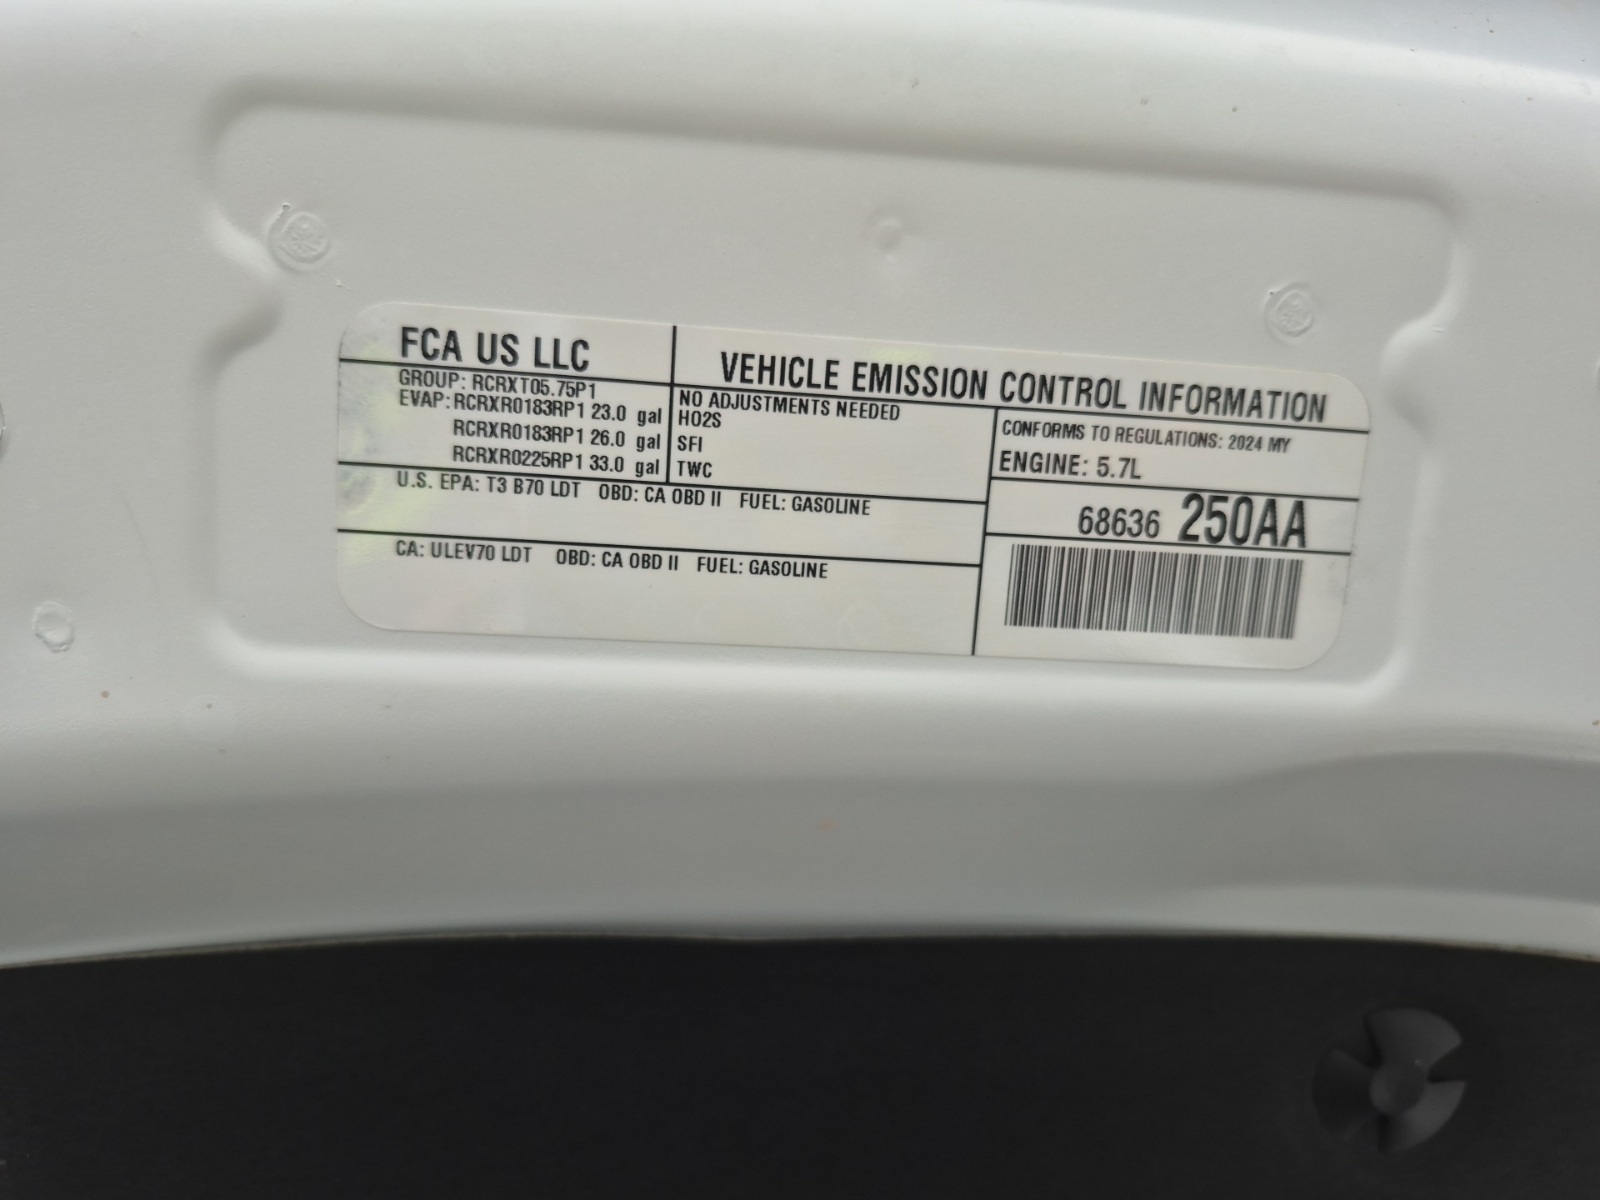 FCA US LLC
VEHICLE EMISSION CONTROL INFORMATION
GROUP: RCRXT05.75P1
EVAP: RCRXR0183RP1 23.0 gal
RCRXR0183RP1 26.0 gal
RCRXR0225RP1 33.0 gal
NO ADJUSTMENTS NEEDED
HO2S
SFI
TWC
CONFORMS TO REGULATIONS: 2024 MY
ENGINE: 5.7L
U.S. EPA: T3 B70 LDT OBD: CA OBD II FUEL: GASOLINE
68636 250AA
CA: ULEV70 LDT OBD: CA OBD II FUEL: GASOLINE